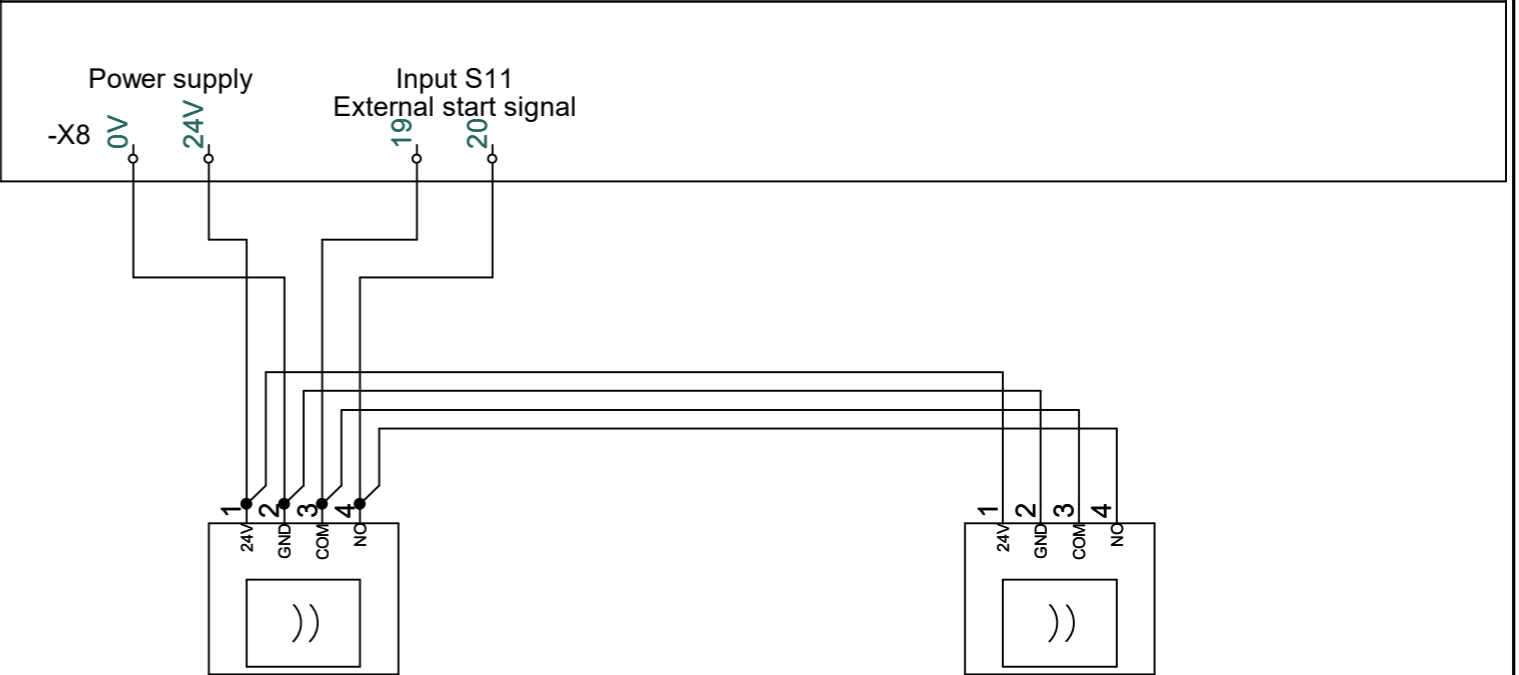 Power supply
Input S11
External start signal
-X8
0V
24V
19
20
1
2
3
4
24V
GND
COM
NO
1
2
3
4
24V
GND
COM
NO